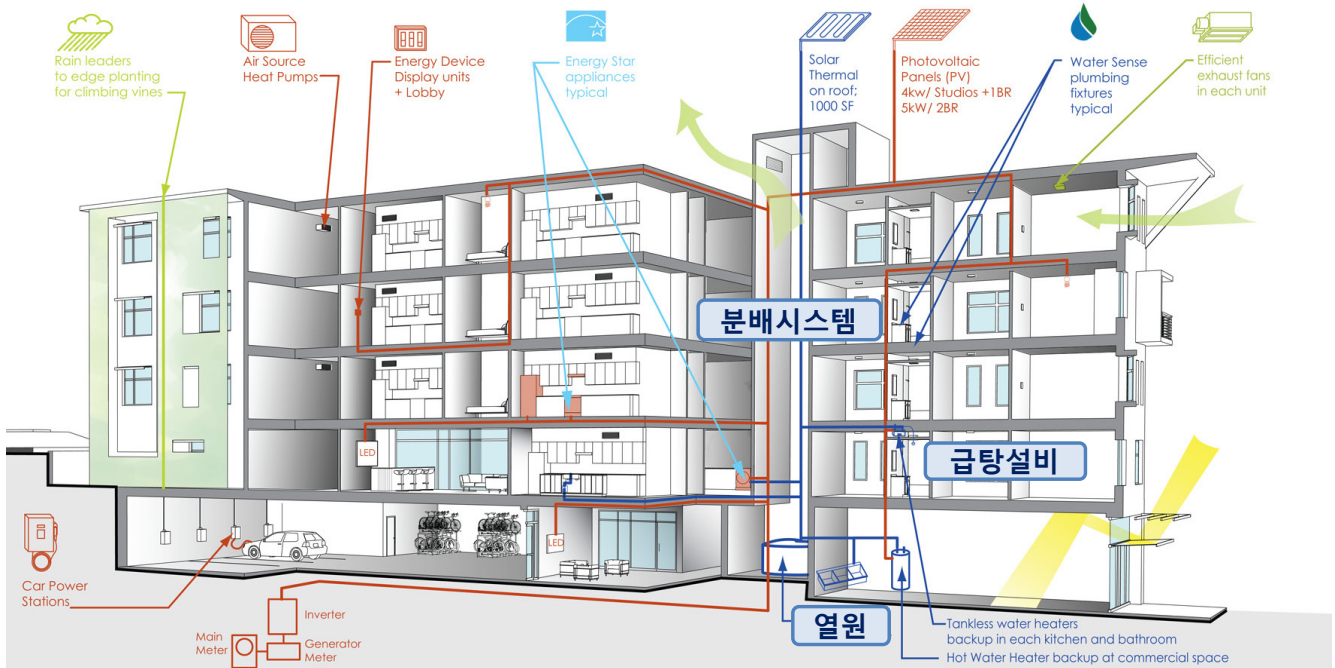 Rain leaders
to edge planting
for climbing vines
Air Source
Heat Pumps
Energy Device
Display units
+ Lobby
Energy Star
appliances
typical
Solar
Thermal
on roof;
1000 SF
Photovoltaic
Panels (PV)
4kw/ Studios +1BR
5kW/ 2BR
Water Sense
plumbing
fixtures
typical
Efficient
exhaust fans
in each unit
분배시스템
LED
급탕설비
LED
Car Power
Stations
Inverter
Main
Meter
Generator
Meter
열원
Tankless water heaters
backup in each kitchen and bathroom
Hot Water Heater backup at commercial space